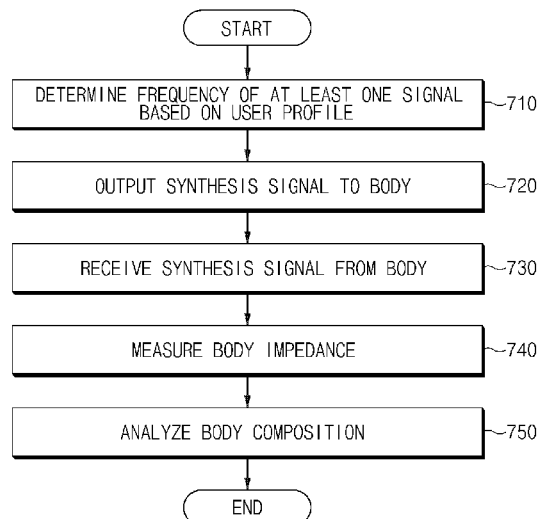 START
DETERMINE FREQUENCY OF AT LEAST ONE SIGNAL
BASED ON USER PROFILE
710
OUTPUT SYNTHESIS SIGNAL TO BODY
720
RECEIVE SYNTHESIS SIGNAL FROM BODY
730
MEASURE BODY IMPEDANCE
740
ANALYZE BODY COMPOSITION
750
END